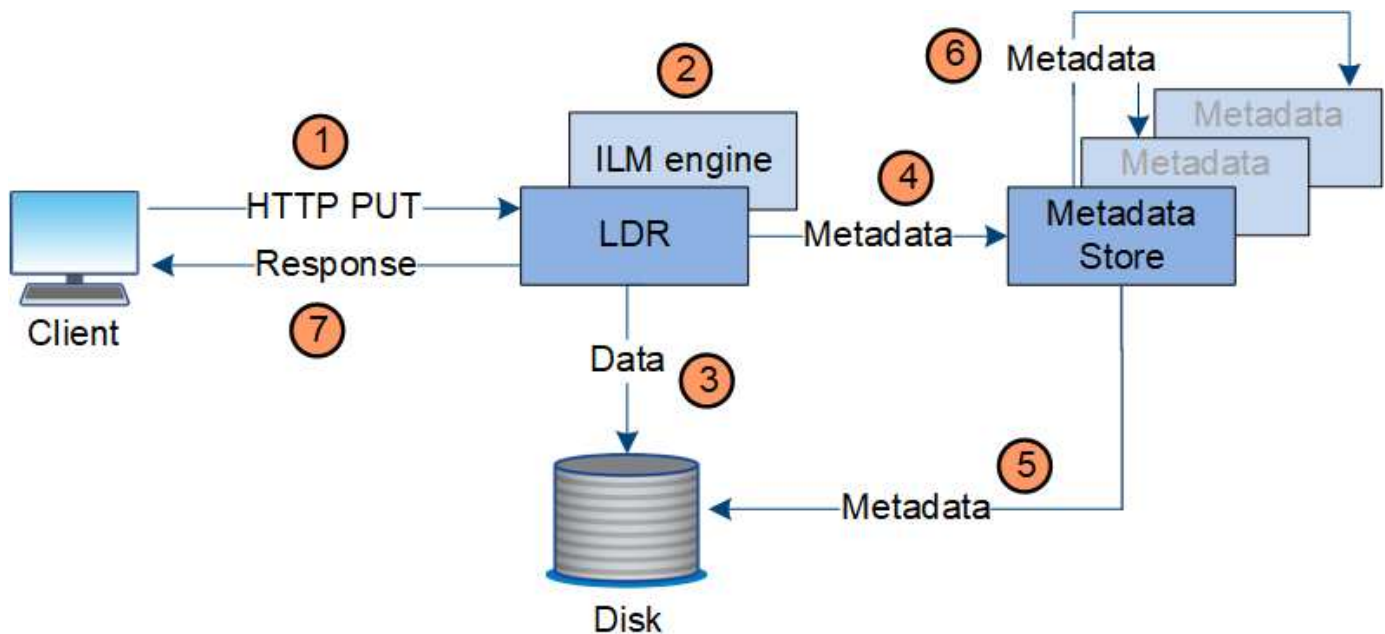 6
Metadata
2
Metadata
1
ILM engine
Metadata
4
HTTP PUT
LDR
Metadata
Metadata
Store
Response
Client
7
Data
3
5
Metadata
Disk